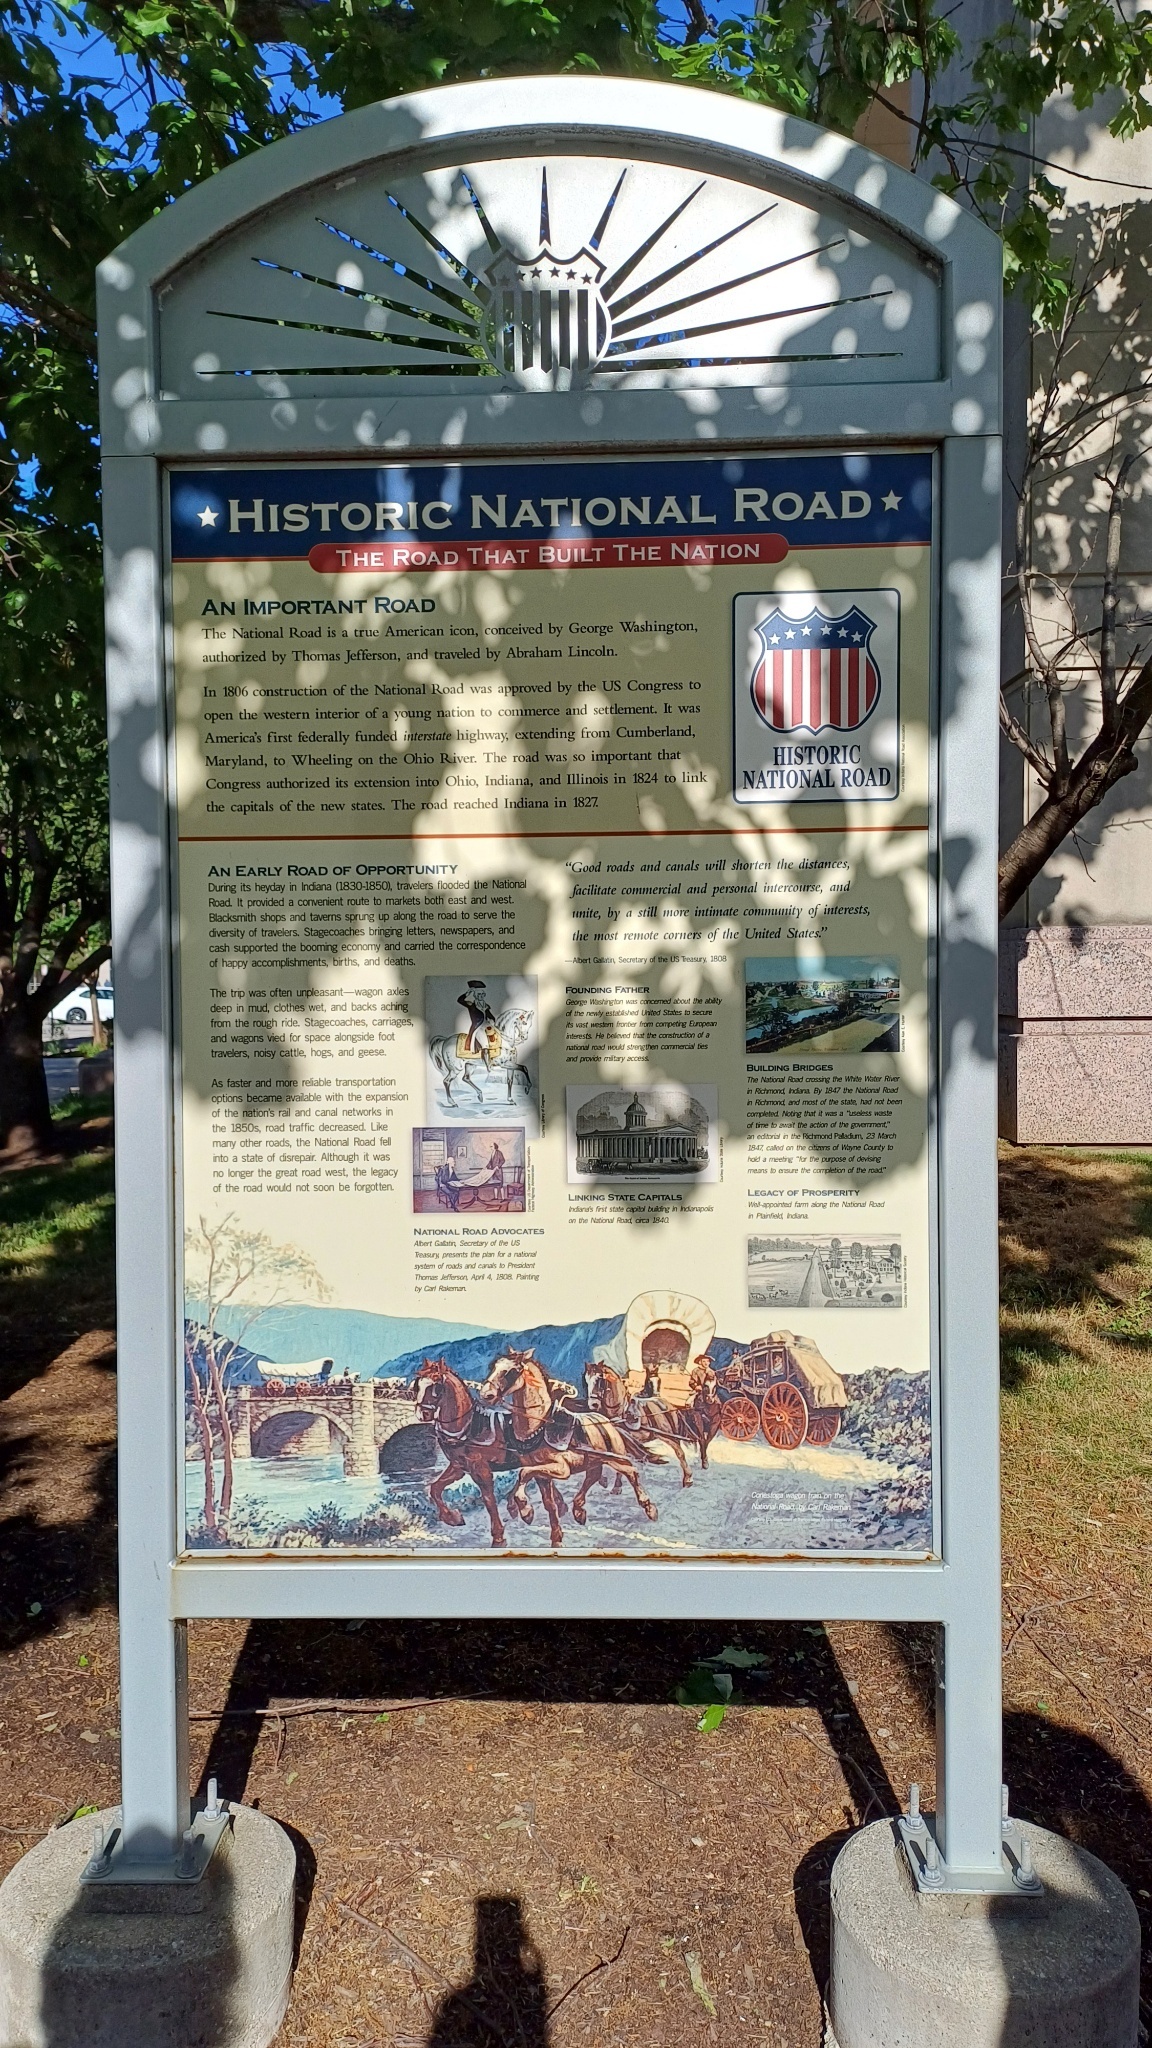 HISTORIC NATIONAL ROAD
THE ROAD THAT BUILT THE NATION
AN IMPORTANT ROAD
The National Road is a true American icon, conceived by George Washington,
authorized by Thomas Jefferson, and traveled by Abraham Lincoln.
In 1806 construction of the National Road was approved by the US Congress to
open the western interior of a young nation to commerce and settlement. It was
America's first federally funded interstate highway, extending from Cumberland,
Maryland, to Wheeling on the Ohio River. The road was so important that
Congress authorized its extension into Ohio, Indiana, and Illinois in 1824 to link
the capitals of the new states. The road reached Indiana in 1827.
HISTORIC
NATIONAL ROAD
AN EARLY ROAD OF OPPORTUNITY
During its heyday in Indiana (1830-1850), travelers flooded the National
Road. It provided a convenient route to markets both east and west.
Blacksmith shops and taverns sprung up along the road to serve the
diversity of travelers. Stagecoaches bringing letters, newspapers, and
cash supported the booming economy and carried the correspondence
of happy accomplishments, births, and deaths.
The trip was often unpleasant—wagon axles
deep in mud, clothes wet, and backs aching
from the rough ride. Stagecoaches, carriages,
and wagons vied for space alongside foot
travelers, noisy cattle, hogs, and geese.
As faster and more reliable transportation
options became available with the expansion
of the nation's rail and canal networks in
the 1850s, road traffic decreased. Like
many other roads, the National Road fell
into a state of disrepair. Although it was
no longer the great road west, the legacy
of the road would not soon be forgotten.
"Good roads and canals will shorten the distances,
facilitate commercial and personal intercourse, and
unite, by a still more intimate community of interests,
the most remote corners of the United States."
—Albert Gallatin, Secretary of the US Treasury, 1808
FOUNDING FATHER
George Washington was concerned about the ability
of the newly established United States to secure
its vast western frontier from competing European
interests. He believed that the construction of a
national road would strengthen commercial ties
and provide military access.
NATIONAL ROAD ADVOCATES
Albert Gallatin, Secretary of the US
Treasury, presents the plan for a national
system of roads and canals to President
Thomas Jefferson, April 4, 1808. Painting
by Carl Rakeman.
LINKING STATE CAPITALS
Indiana's first state capitol building in Indianapolis
on the National Road, circa 1840.
BUILDING BRIDGES
The National Road crossing the White Water River
in Richmond, Indiana. By 1847 the National Road
in Richmond, and most of the state, had not been
completed. Noting that it was a "useless waste
of time to await the action of the government,"
an editorial in the Richmond Palladium, 23 March
1847, called on the citizens of Wayne County to
hold a meeting "for the purpose of devising
means to ensure the completion of the road."
LEGACY OF PROSPERITY
Well-appointed farm along the National Road
in Plainfield, Indiana.
Conestoga wagon train on the
National Road, by Carl Rakeman.